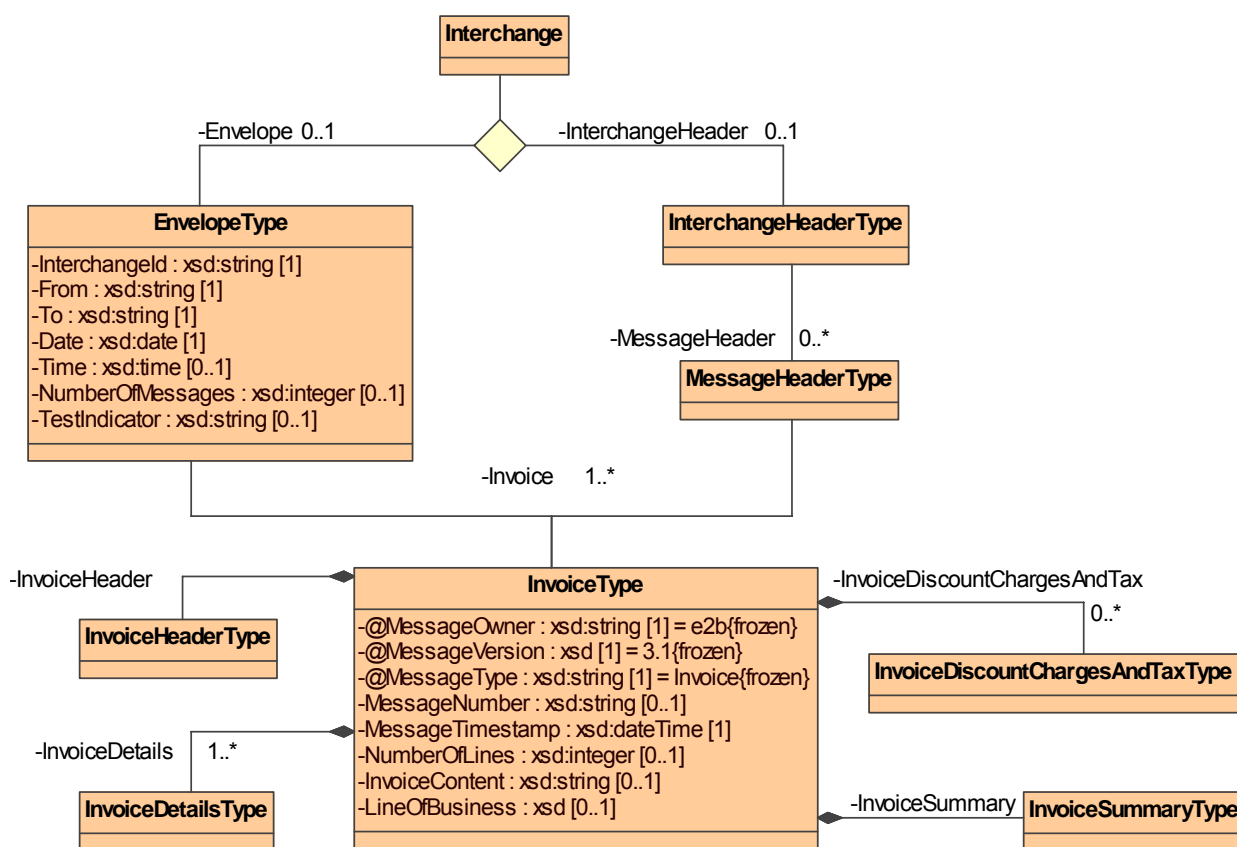 Interchange
-Envelope 0..1
-InterchangeHeader 0..1
EnvelopeType
-InterchangeId : xsd:string [1]
-From : xsd:string [1]
-To : xsd:string [1]
-Date : xsd:date [1]
-Time : xsd:time [0..1]
-NumberOfMessages : xsd:integer [0..1]
-TestIndicator : xsd:string [0..1]
InterchangeHeaderType
-MessageHeader 0..*
MessageHeaderType
-Invoice 1..*
-InvoiceHeader
InvoiceHeaderType
InvoiceType
-@MessageOwner : xsd:string [1] = e2b{frozen}
-@MessageVersion : xsd [1] = 3.1{frozen}
-@MessageType : xsd:string [1] = Invoice{frozen}
-MessageNumber : xsd:string [0..1]
-MessageTimestamp : xsd:dateTime [1]
-NumberOfLines : xsd:integer [0..1]
-InvoiceContent : xsd:string [0..1]
-LineOfBusiness : xsd [0..1]
-InvoiceDiscountChargesAndTax
0..*
InvoiceDiscountChargesAndTaxType
-InvoiceDetails 1..*
InvoiceDetailsType
-InvoiceSummary
InvoiceSummaryType